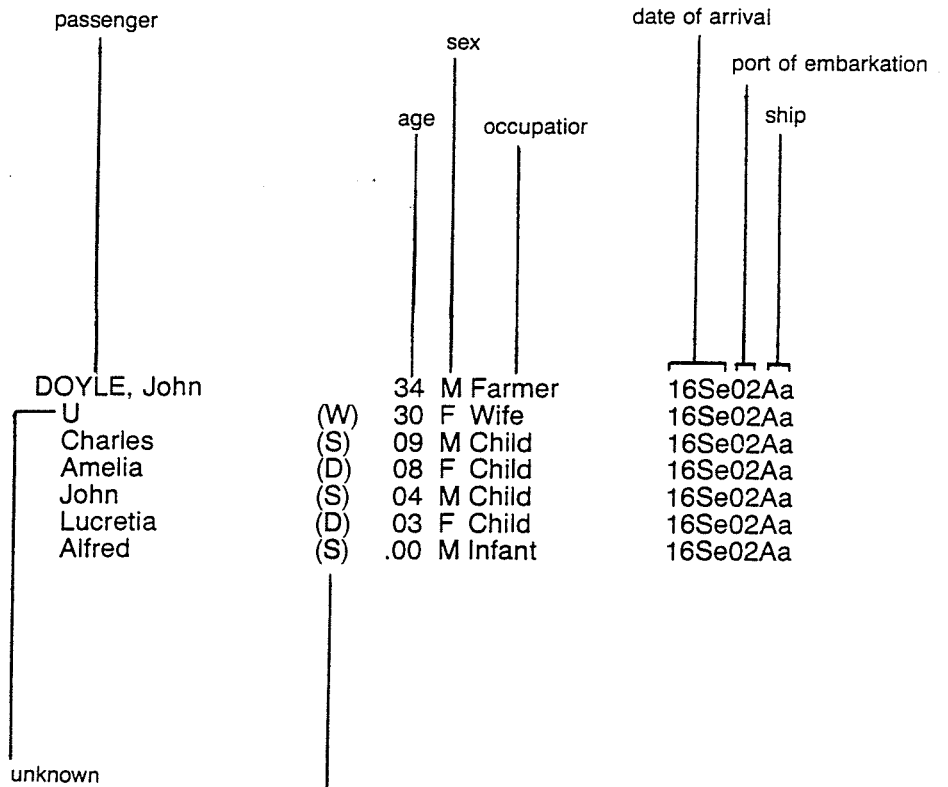 passenger
date of arrival
sex
port of embarkation
age
occupatior
ship
DOYLE, John 34 M Farmer 16Se02Aa
U (W) 30 F Wife 16Se02Aa
Charles (S) 09 M Child 16Se02Aa
Amelia (D) 08 F Child 16Se02Aa
John (S) 04 M Child 16Se02Aa
Lucretia (D) 03 F Child 16Se02Aa
Alfred (S) .00 M Infant 16Se02Aa
unknown